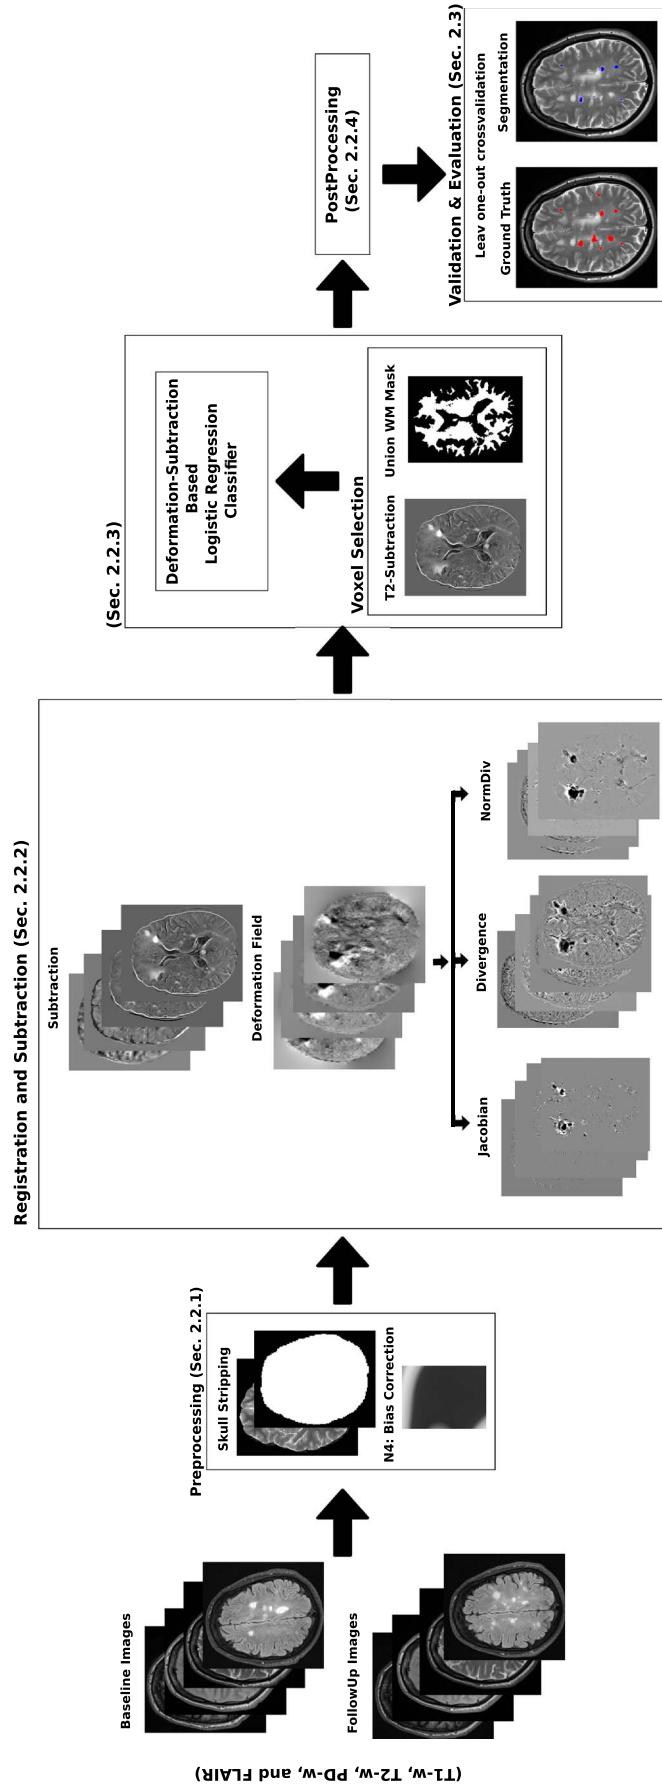 (T1-w, T2-w, PD-w, and FLAIR)
Baseline Images
FollowUp Images
Preprocessing (Sec. 2.2.1)
Skull Stripping
N4: Bias Correction
Registration and Subtraction (Sec. 2.2.2)
Subtraction
Deformation Field
Jacobian
Divergence
NormDiv
(Sec. 2.2.3)
Deformation-Subtraction
Based
Logistic Regression
Classifier
Voxel Selection
T2-Subtraction
Union WM Mask
PostProcessing
(Sec. 2.2.4)
Validation & Evaluation (Sec. 2.3)
Leav one-out crossvalidation
Ground Truth
Segmentation